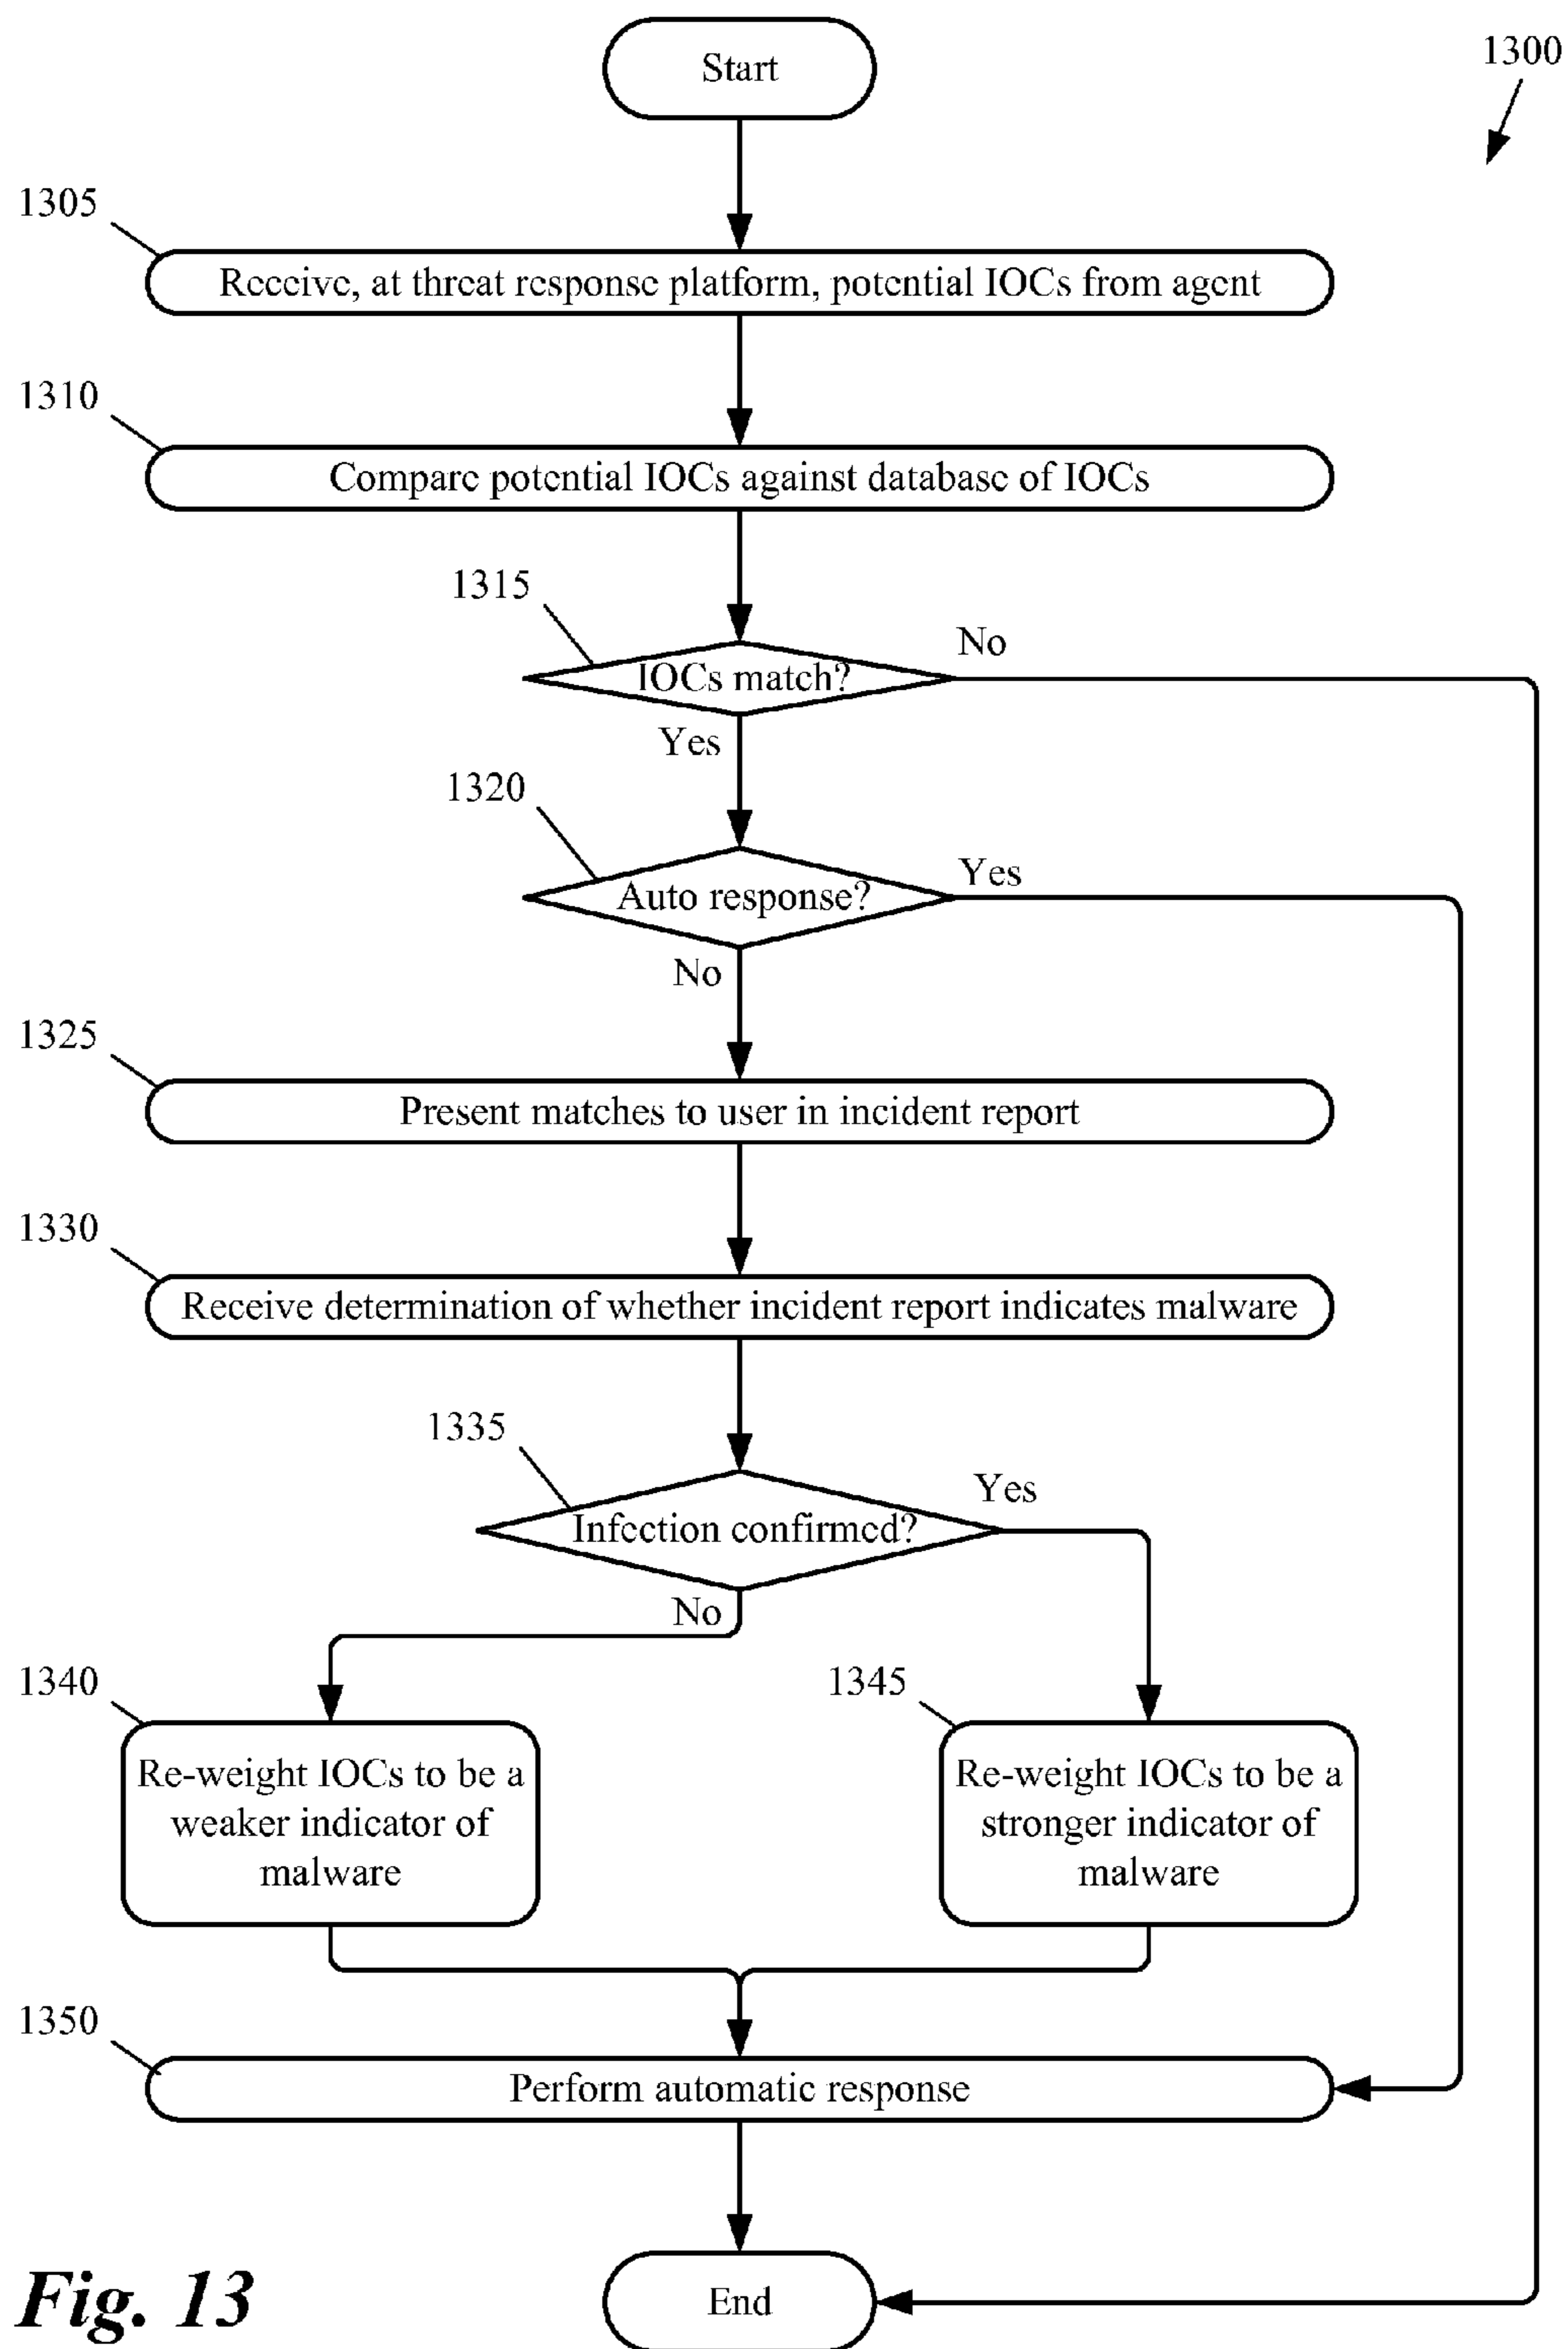 Start
1300
1305
Receive, at threat response platform, potential IOCs from agent
1310
Compare potential IOCs against database of IOCs
1315
No
IOCs match?
Yes
1320
Yes
Auto response?
No
1325
Present matches to user in incident report
1330
Receive determination of whether incident report indicates malware
1335
Yes
Infection confirmed?
No
1340
Re-weight IOCs to be a
weaker indicator of
malware
1345
Re-weight IOCs to be a
stronger indicator of
malware
1350
Perform automatic response
End
Fig. 13